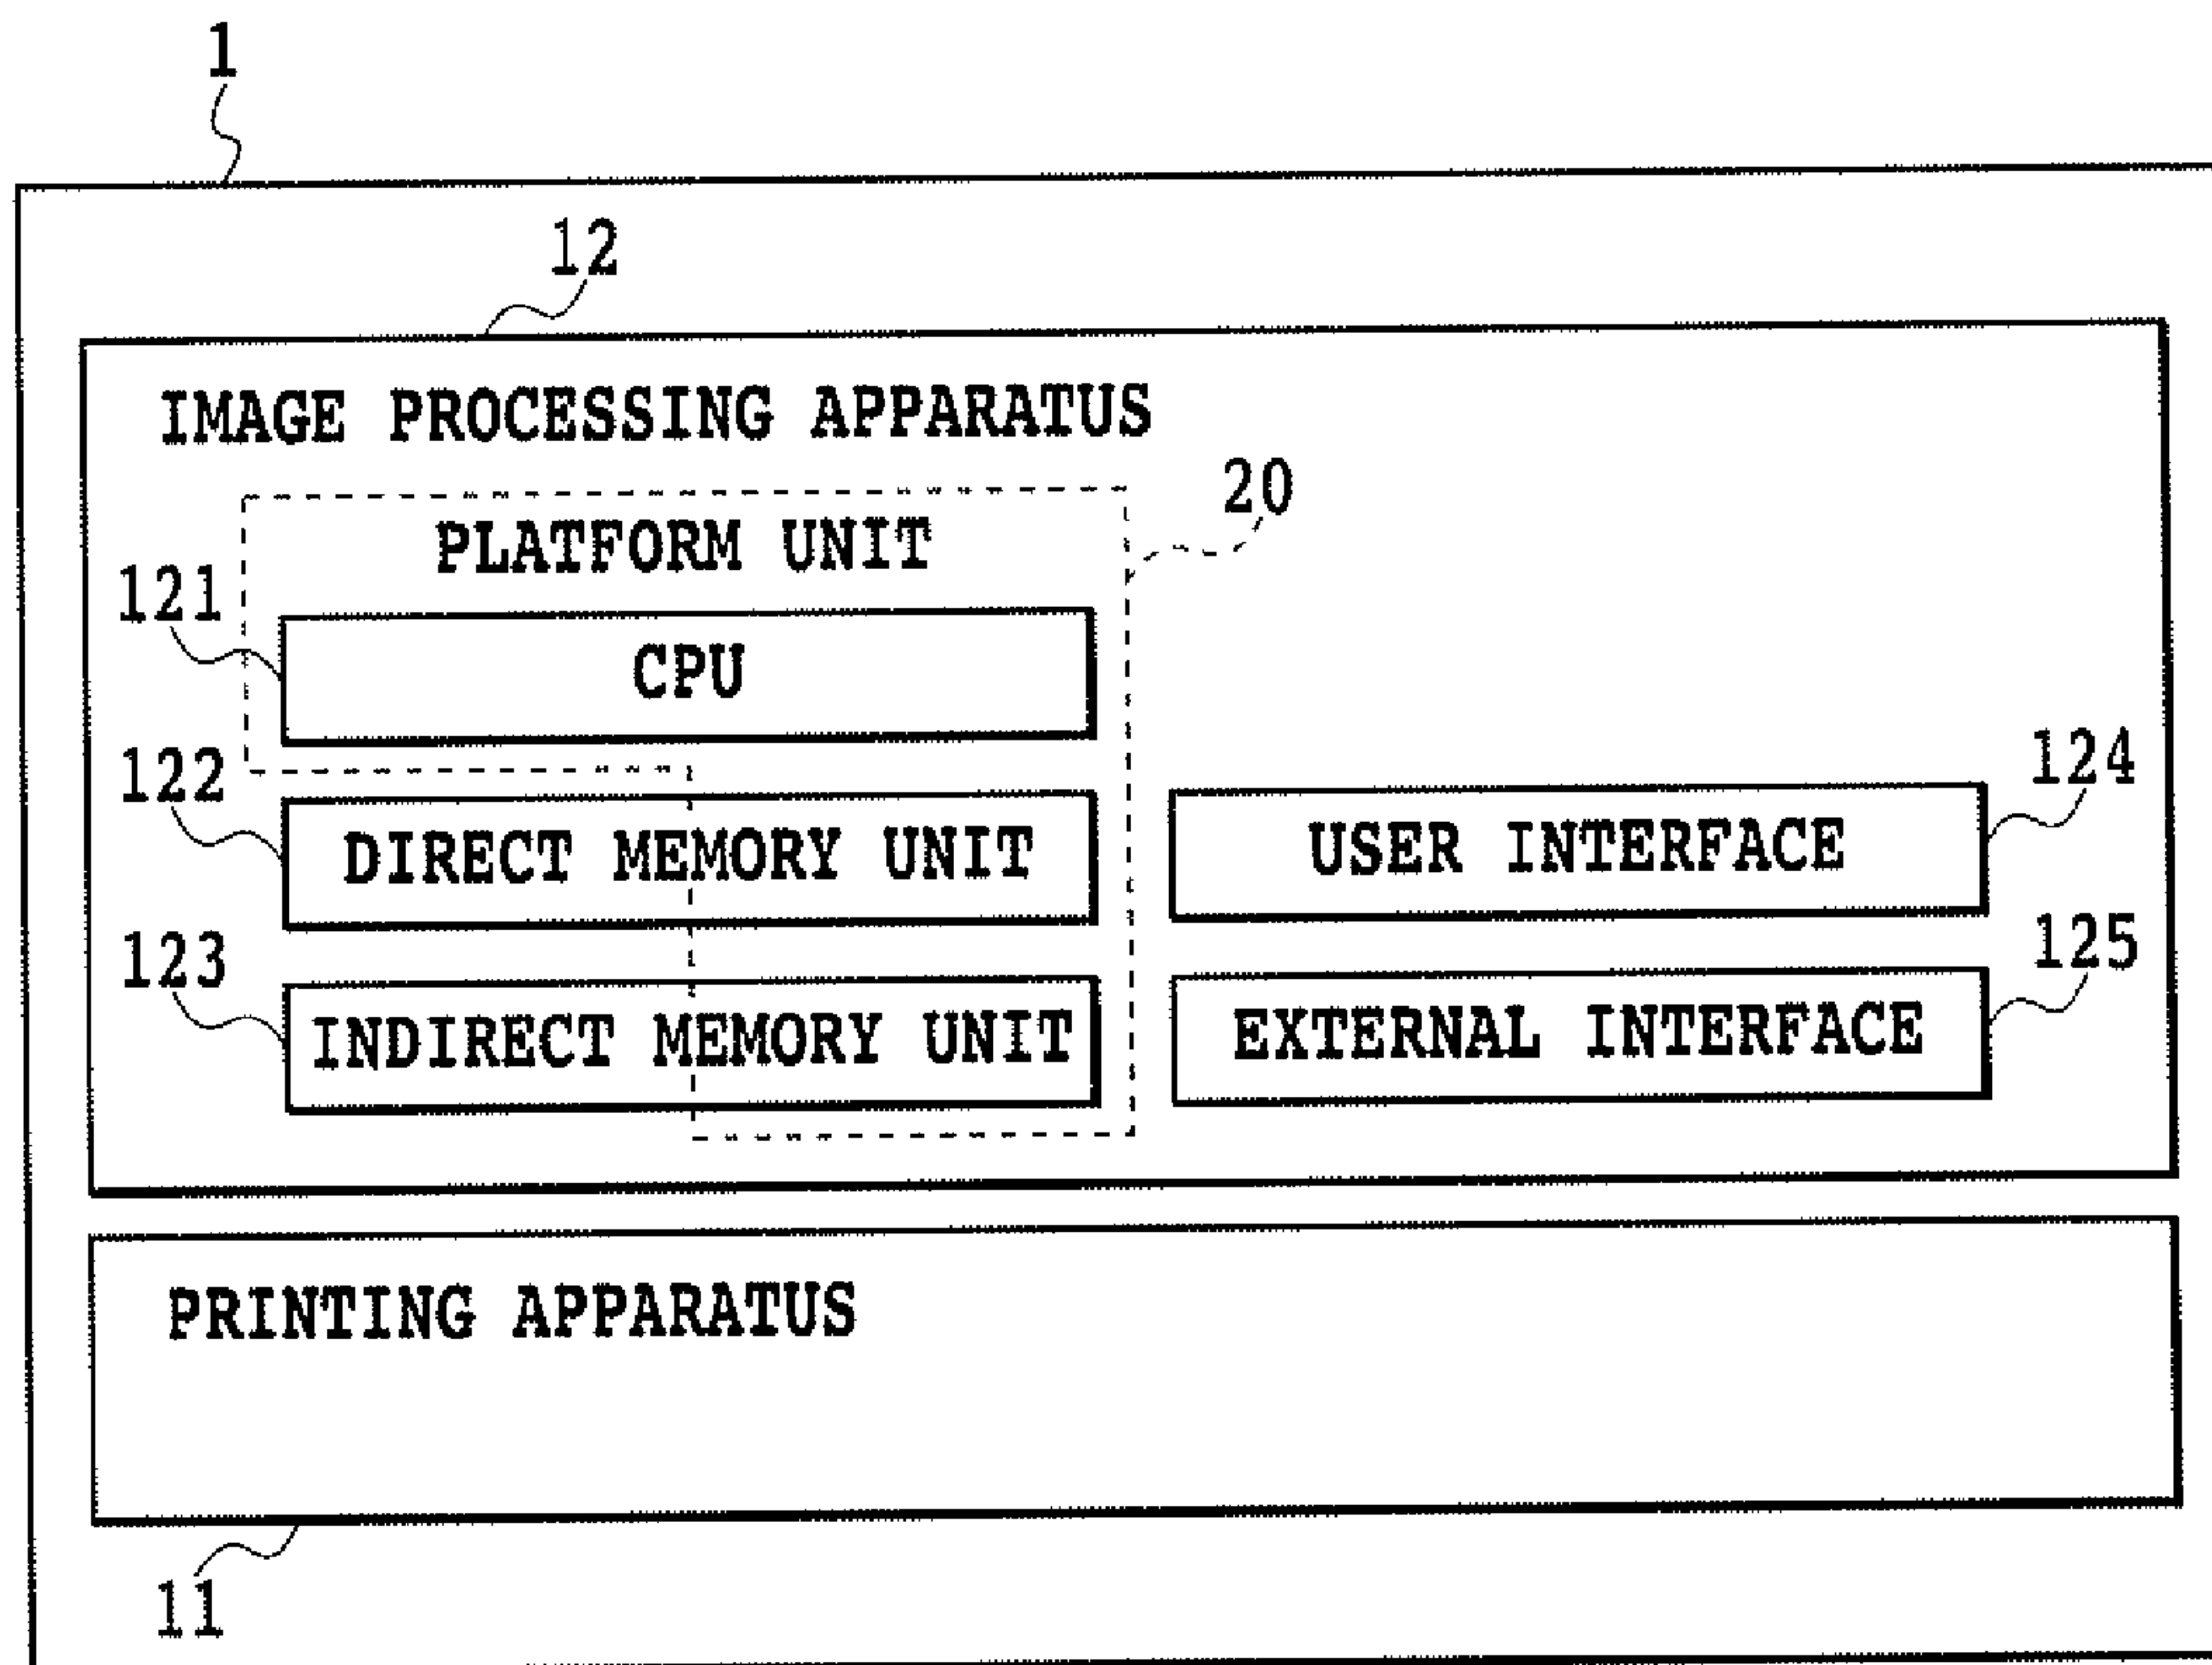 1
12
IMAGE PROCESSING APPARATUS
20
PLATFORM UNIT
121
CPU
122
DIRECT MEMORY UNIT
124
USER INTERFACE
123
INDIRECT MEMORY UNIT
125
EXTERNAL INTERFACE
PRINTING APPARATUS
11